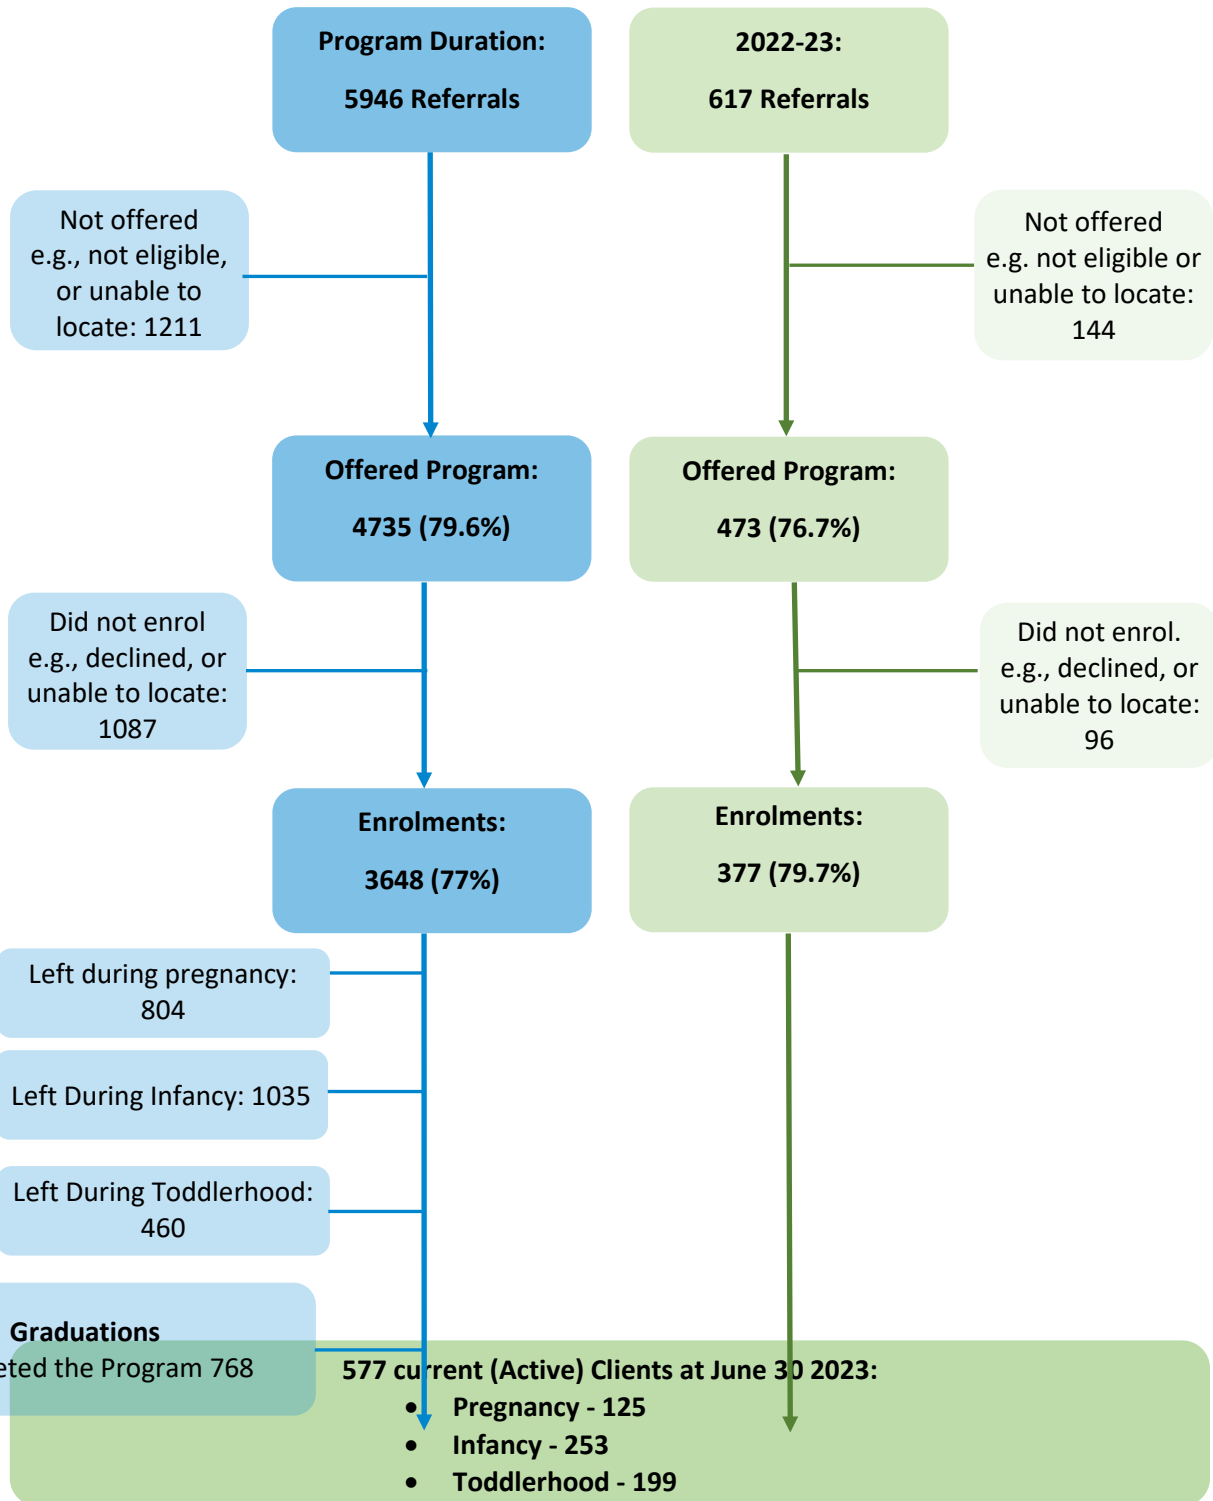 Program Duration:
5946 Referrals
2022-23:
617 Referrals
Not offered
e.g., not eligible,
or unable to
locate: 1211
Not offered
e.g. not eligible or
unable to locate:
144
Offered Program:
4735 (79.6%)
Offered Program:
473 (76.7%)
Did not enrol
e.g., declined, or
unable to locate:
1087
Did not enrol.
e.g., declined, or
unable to locate:
96
Enrolments:
3648 (77%)
Enrolments:
377 (79.7%)
Left during pregnancy:
804
Left During Infancy: 1035
Left During Toddlerhood:
460
Graduations
eted the Program 768
577 current (Active) Clients at June 30 2023:
• Pregnancy - 125
• Infancy - 253
• Toddlerhood - 199